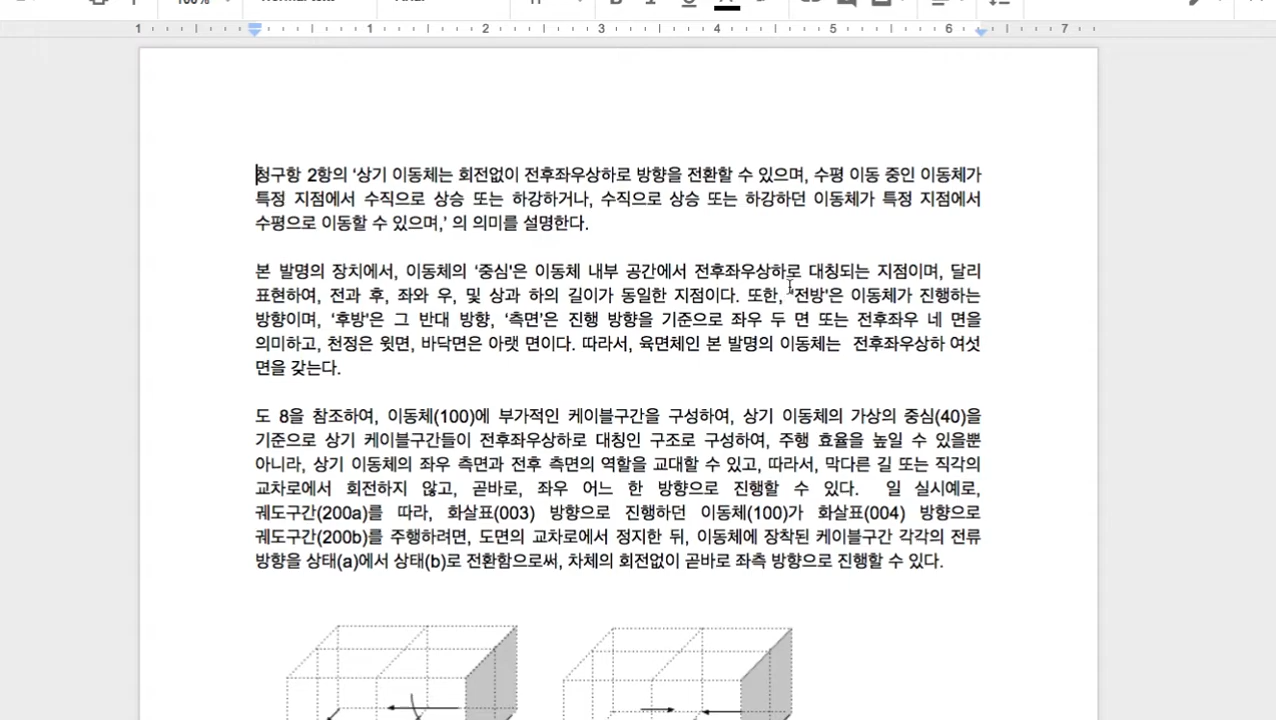 100%
1 1 2 3 4 5 6 7
청구항 2항의 ‘상기 이동체는 회전없이 전후좌우상하로 방향을 전환할 수 있으며, 수평 이동 중인 이동체가
특정 지점에서 수직으로 상승 또는 하강하거나, 수직으로 상승 또는 하강하던 이동체가 특정 지점에서
수평으로 이동할 수 있으며,’ 의 의미를 설명한다.
본 발명의 장치에서, 이동체의 ‘중심’은 이동체 내부 공간에서 전후좌우상하로 대칭되는 지점이며, 달리
표현하여, 전과 후, 좌와 우, 및 상과 하의 길이가 동일한 지점이다. 또한, ‘전방’은 이동체가 진행하는
방향이며, ‘후방’은 그 반대 방향, ‘측면’은 진행 방향을 기준으로 좌우 두 면 또는 전후좌우 네 면을
의미하고, 천정은 윗면, 바닥면은 아랫 면이다. 따라서, 육면체인 본 발명의 이동체는 전후좌우상하 여섯
면을 갖는다.
도 8을 참조하여, 이동체(100)에 부가적인 케이블구간을 구성하여, 상기 이동체의 가상의 중심(40)을
기준으로 상기 케이블구간들이 전후좌우상하로 대칭인 구조로 구성하여, 주행 효율을 높일 수 있을뿐
아니라, 상기 이동체의 좌우 측면과 전후 측면의 역할을 교대할 수 있고, 따라서, 막다른 길 또는 직각의
교차로에서 회전하지 않고, 곧바로, 좌우 어느 한 방향으로 진행할 수 있다. 일 실시예로,
궤도구간(200a)를 따라, 화살표(003) 방향으로 진행하던 이동체(100)가 화살표(004) 방향으로
궤도구간(200b)를 주행하려면, 도면의 교차로에서 정지한 뒤, 이동체에 장착된 케이블구간 각각의 전류
방향을 상태(a)에서 상태(b)로 전환함으로써, 차체의 회전없이 곧바로 좌측 방향으로 진행할 수 있다.